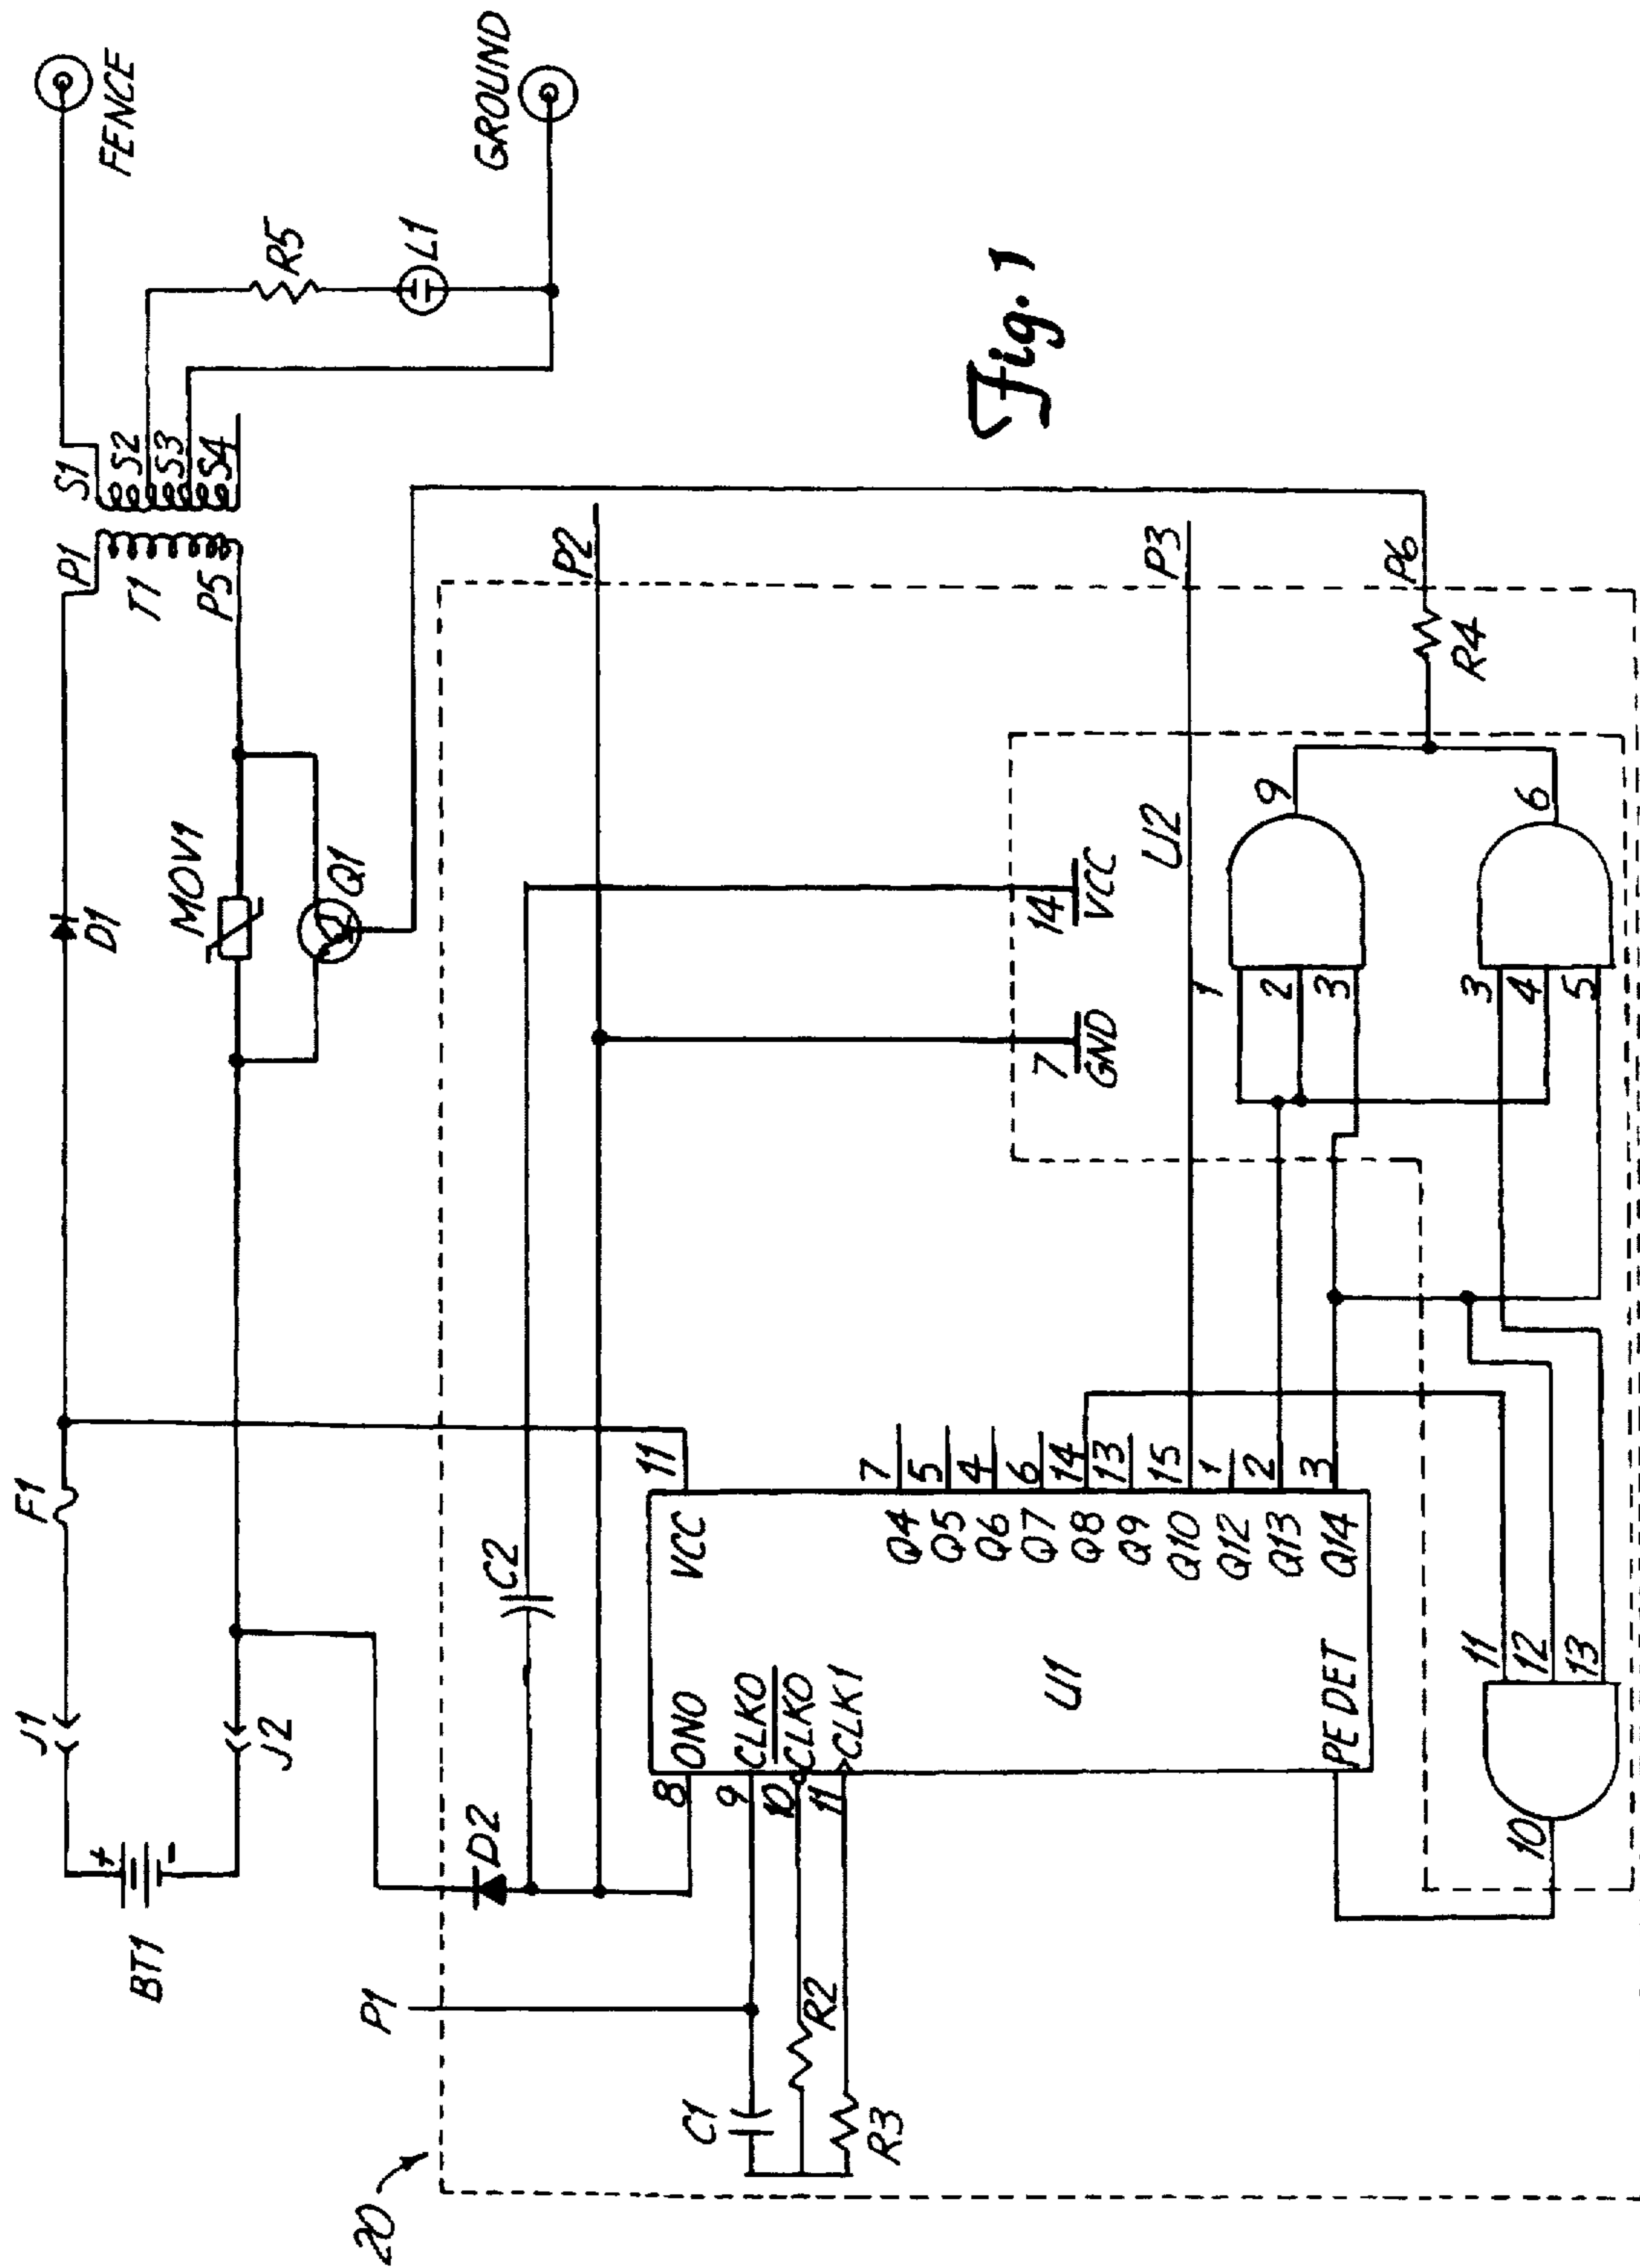 FENCE
GROUND
R5
L1
S1
S2
S3
S4
P1
T1
P5
D1
MOV1
Q1
F1
J1
J2
+
-
BT1
P2
P3
P6
R4
C2
D2
P1
20
C1
R2
R3
8
9
10
11
ONO
CLKO
CLKO
CLK1
VCC
11
U1
Q4
7
Q5
5
Q6
4
Q7
6
Q8
14
Q9
13
Q10
15
Q12
1
Q13
2
Q14
3
PE DET
7
GND
14
VCC
U2
1
2
3
9
3
4
5
6
11
12
13
10
Fig. 1